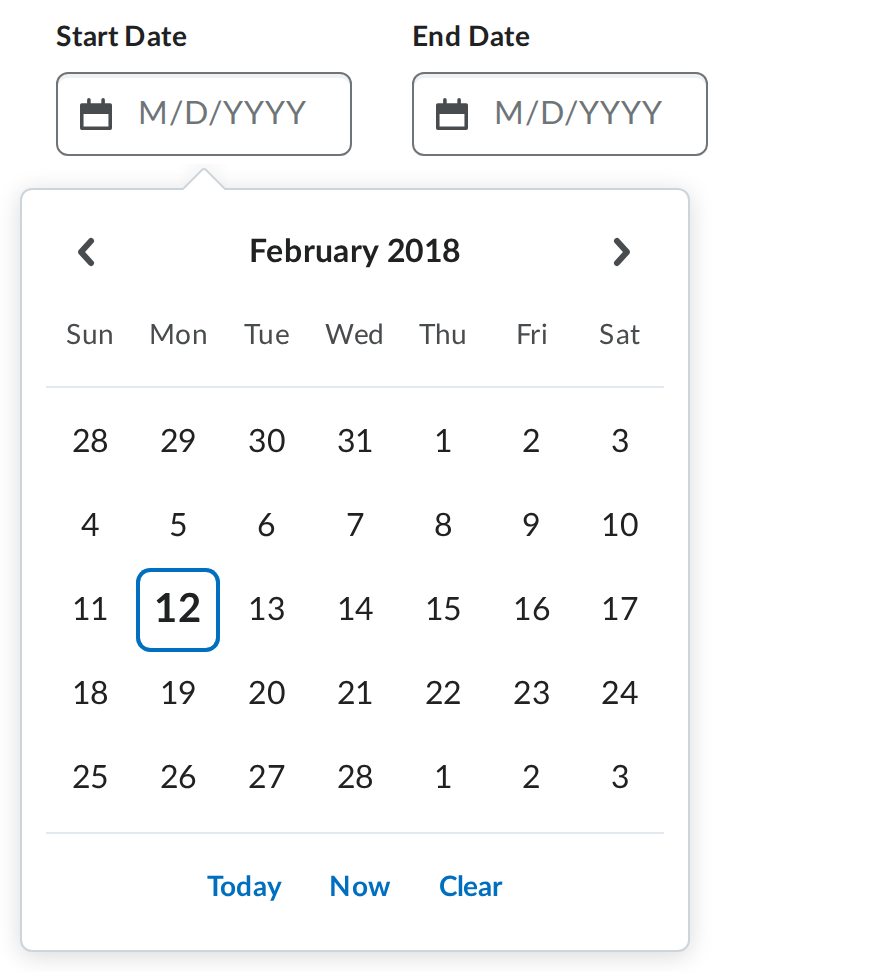 Start Date End Date
M/D/YYYY M/D/YYYY
February 2018
Sun Mon Tue Wed Thu Fri Sat
28 29 30 31 1 2 3
4 5 6 7 8 9 10
11 12 13 14 15 16 17
18 19 20 21 22 23 24
25 26 27 28 1 2 3
Today Now Clear